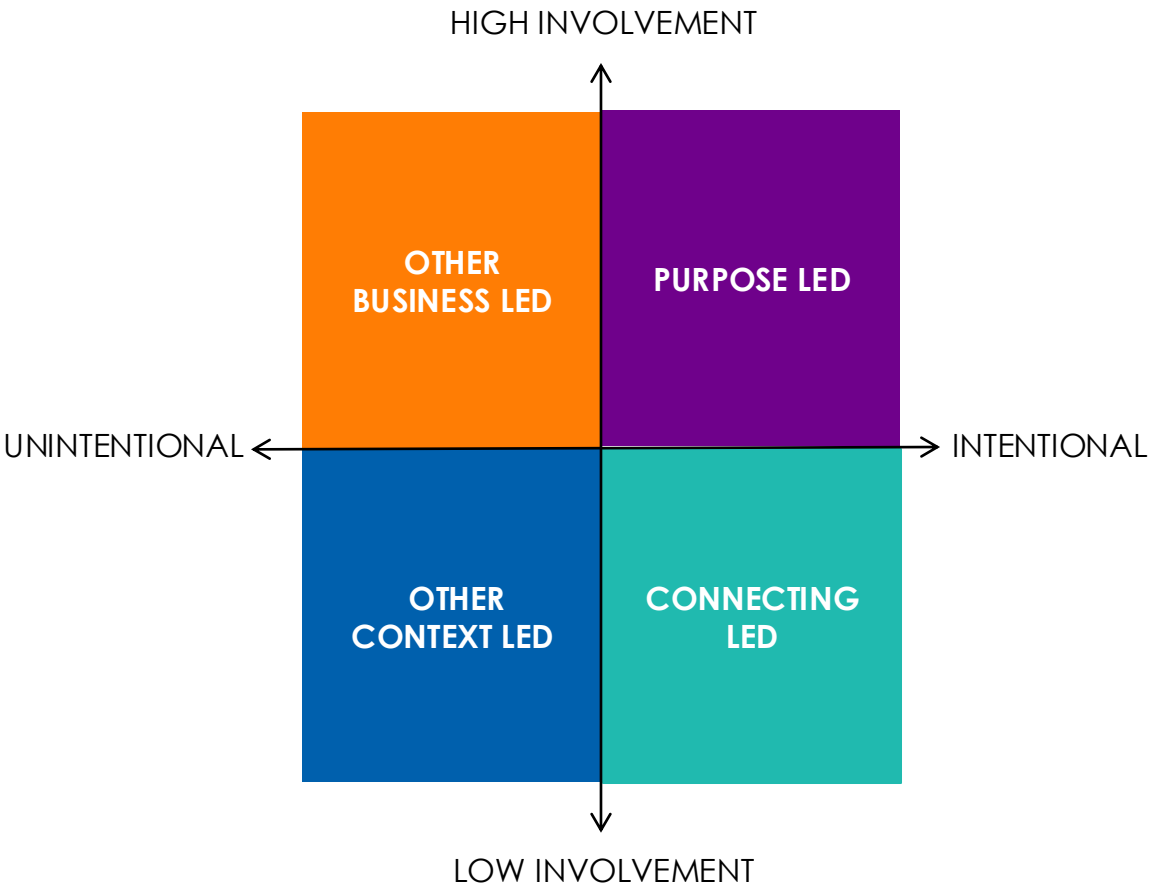 HIGH INVOLVEMENT
OTHER
BUSINESS LED
PURPOSE LED
UNINTENTIONAL
INTENTIONAL
OTHER
CONTEXT LED
CONNECTING
LED
LOW INVOLVEMENT